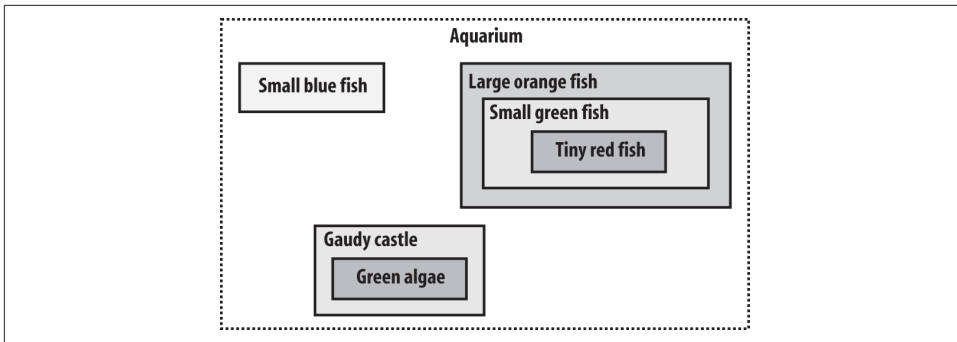 Aquarium
Small blue fish
Large orange fish
Small green fish
Tiny red fish
Gaudy castle
Green algae